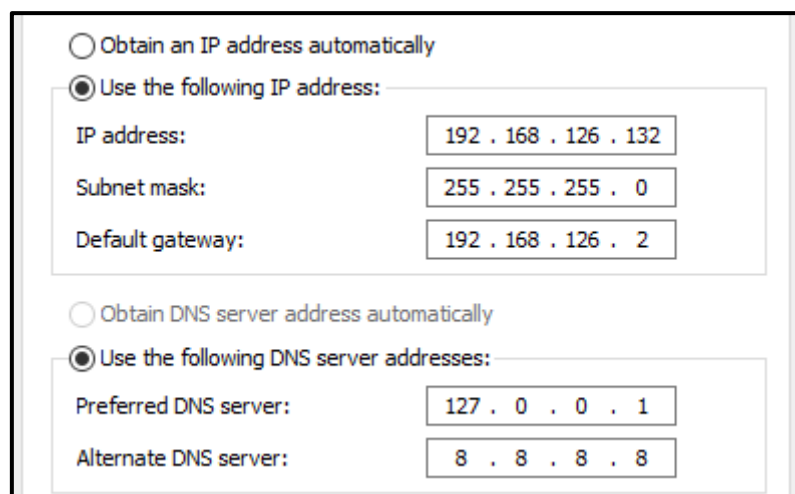 Obtain an IP address automatically
Use the following IP address:
IP address: 192 . 168 . 126 . 132
Subnet mask: 255 . 255 . 255 . 0
Default gateway: 192 . 168 . 126 . 2
Obtain DNS server address automatically
Use the following DNS server addresses:
Preferred DNS server: 127 . 0 . 0 . 1
Alternate DNS server: 8 . 8 . 8 . 8